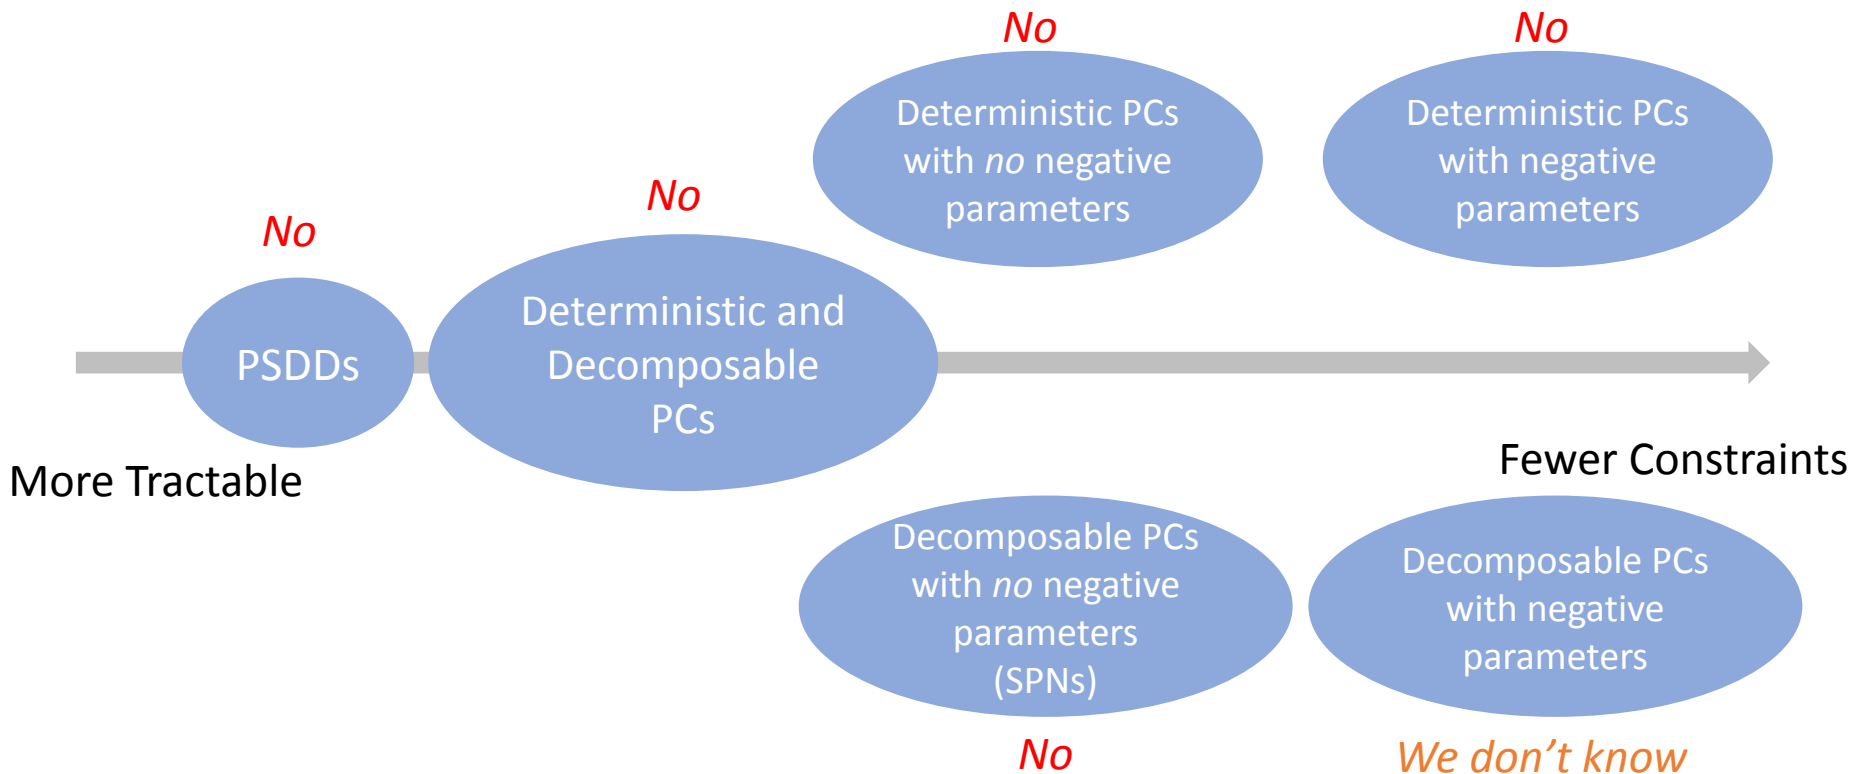 No
No
Deterministic PCs
with no negative
parameters
Deterministic PCs
with negative
parameters
No
No
PSDDs
Deterministic and
Decomposable
PCs
More Tractable
Fewer Constraints
Decomposable PCs
with no negative
parameters
(SPNs)
Decomposable PCs
with negative
parameters
No
We don't know